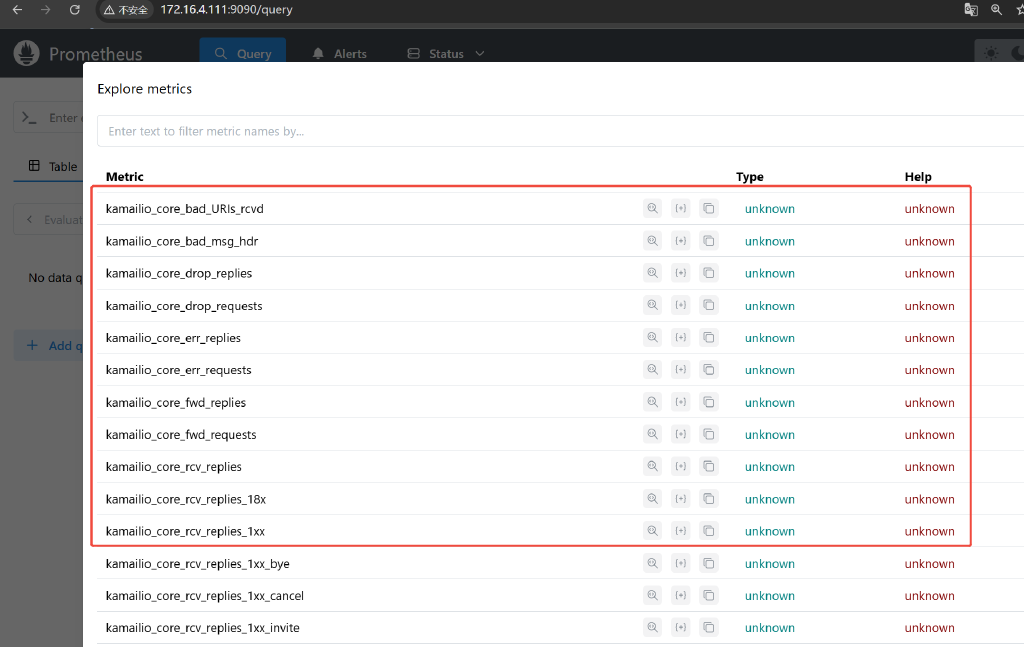 不安全 172.16.4.111:9090/query
Prometheus Query Alerts Status
Explore metrics
Enter
Enter text to filter metric names by...
Table
Metric Type Help
kamailio_core_bad_URIs_rcvd unknown unknown
Evaluat
kamailio_core_bad_msg_hdr unknown unknown
No data q
kamailio_core_drop_replies unknown unknown
kamailio_core_drop_requests unknown unknown
kamailio_core_err_replies unknown unknown
Add q
kamailio_core_err_requests unknown unknown
kamailio_core_fwd_replies unknown unknown
kamailio_core_fwd_requests unknown unknown
kamailio_core_rcv_replies unknown unknown
kamailio_core_rcv_replies_18x unknown unknown
kamailio_core_rcv_replies_1xx unknown unknown
kamailio_core_rcv_replies_1xx_bye unknown unknown
kamailio_core_rcv_replies_1xx_cancel unknown unknown
kamailio_core_rcv_replies_1xx_invite unknown unknown